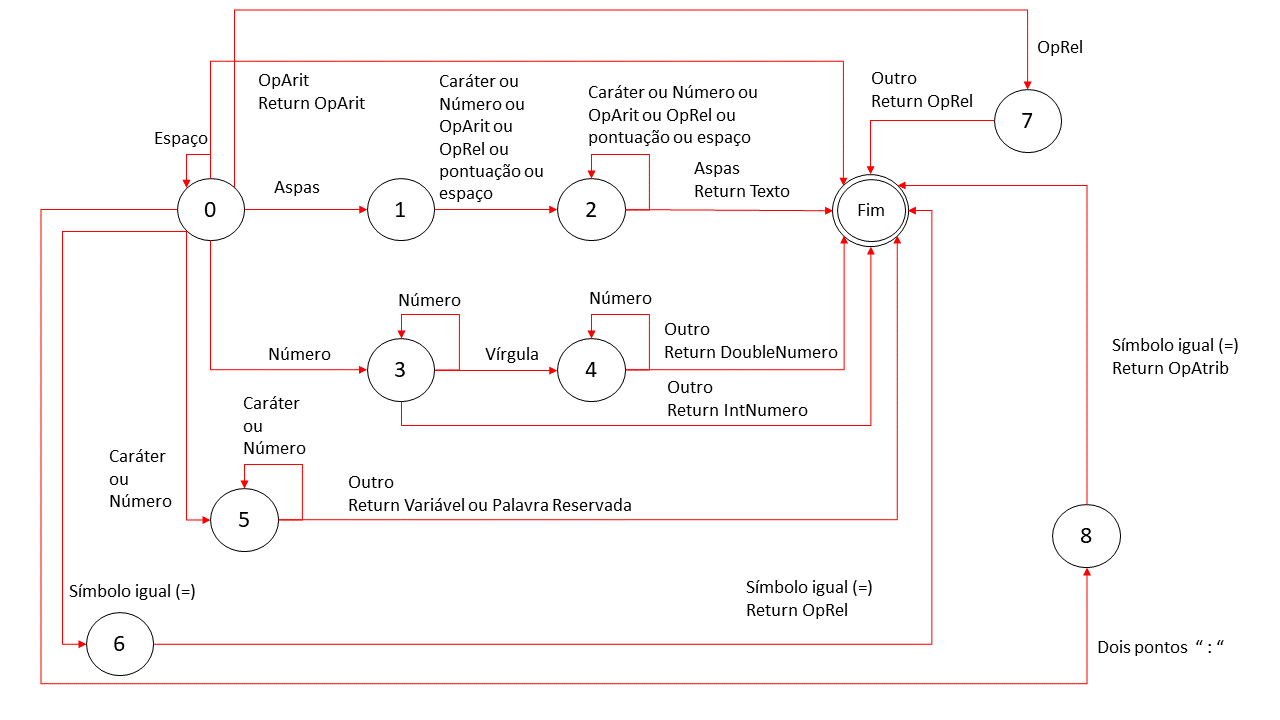 OpRel
OpArit
Return OpArit
Caráter ou
Número ou
OpArit ou
OpRel ou
pontuação ou
espaço
Caráter ou Número ou
OpArit ou OpRel ou
pontuação ou espaço
Outro
Return OpRel
7
Espaço
Aspas
Aspas
Return Texto
0
1
2
Fim
Número
Número
Número
Vírgula
Outro
Return DoubleNumero
3
4
Outro
Return IntNumero
Símbolo igual (=)
Return OpAtrib
Caráter
ou
Número
Caráter
ou
Número
Outro
Return Variável ou Palavra Reservada
5
8
Símbolo igual (=)
Símbolo igual (=)
Return OpRel
6
Dois pontos “ : “